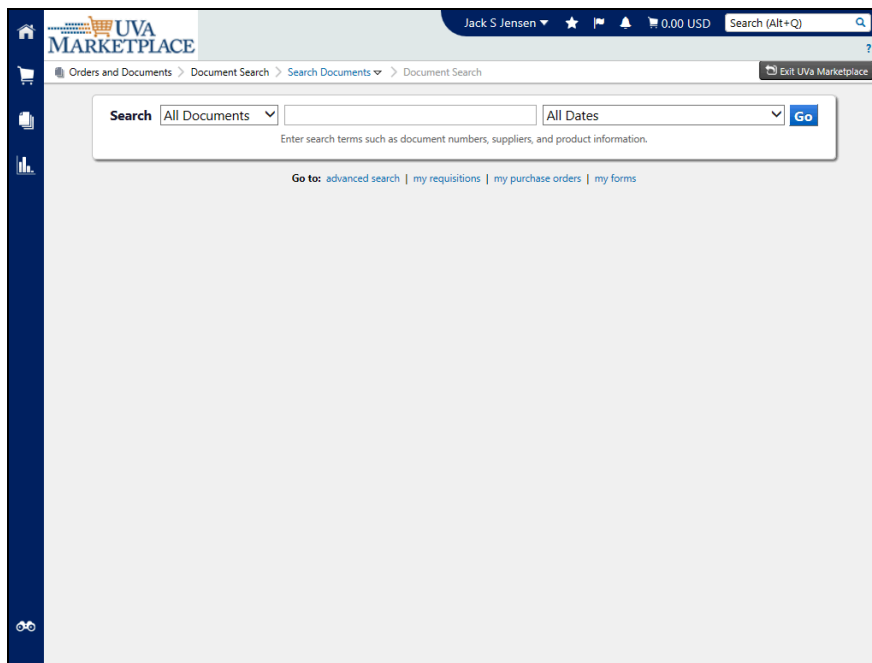 UVA
MARKETPLACE
Jack S Jensen
0.00 USD
Search (Alt+Q)
?
Orders and Documents > Document Search > Search Documents > Document Search
Exit UVa Marketplace
Search All Documents All Dates Go
Enter search terms such as document numbers, suppliers, and product information.
Go to: advanced search | my requisitions | my purchase orders | my forms